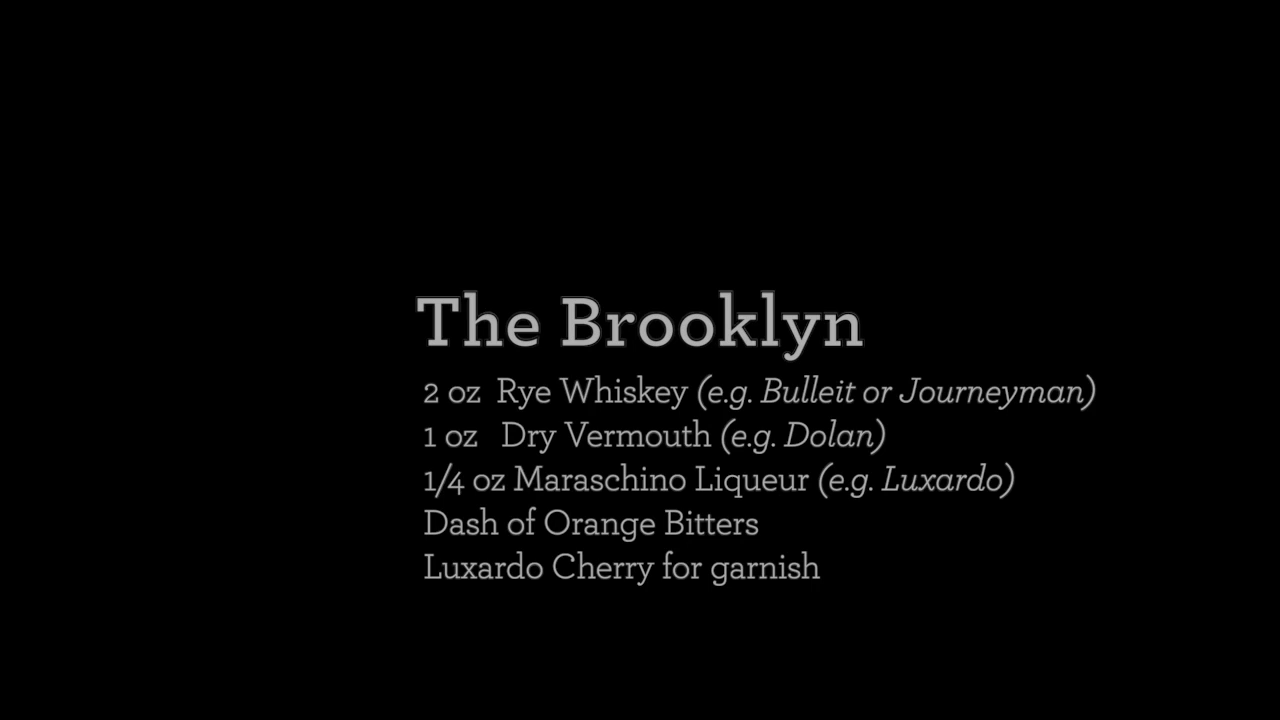 The Brooklyn
2 oz Rye Whiskey (e.g. Bulleit or Journeyman)
1 oz Dry Vermouth (e.g. Dolan)
1/4 oz Maraschino Liqueur (e.g. Luxardo)
Dash of Orange Bitters
Luxardo Cherry for garnish